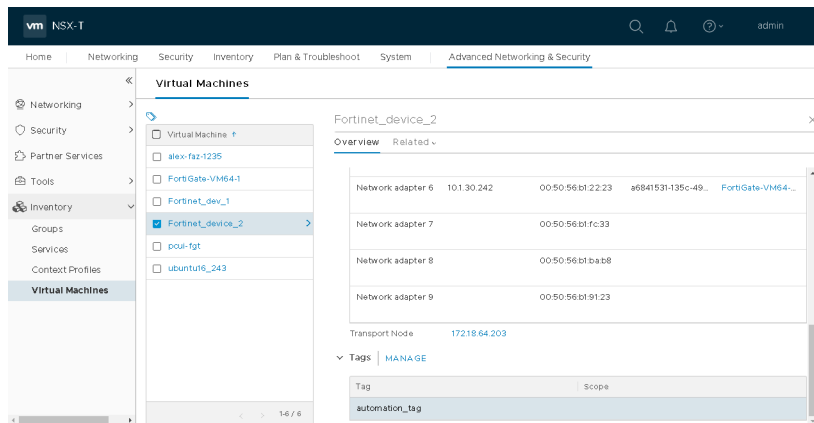 vm NSX-T
admin
Home Networking Security Inventory Plan & Troubleshoot System Advanced Networking & Security
Networking
Security
Partner Services
Tools
Inventory
Groups
Services
Context Profiles
Virtual Machines
Virtual Machines
Virtual Machine
alex-faz-1235
FortiGate-VM64-1
Fortinet_dev_1
Fortinet_device_2
pcui-fgt
ubuntu16_243
1-6 / 6
Fortinet_device_2
Overview Related
Network adapter 6 10.1.30.242 00:50:56:b1:22:23 a6841531-135c-49... FortiGate-VM64-...
Network adapter 7 00:50:56:b1:fc:33
Network adapter 8 00:50:56:b1:ba:b8
Network adapter 9 00:50:56:b1:91:23
Transport Node 172.18.64.203
Tags MANAGE
Tag Scope
automation_tag